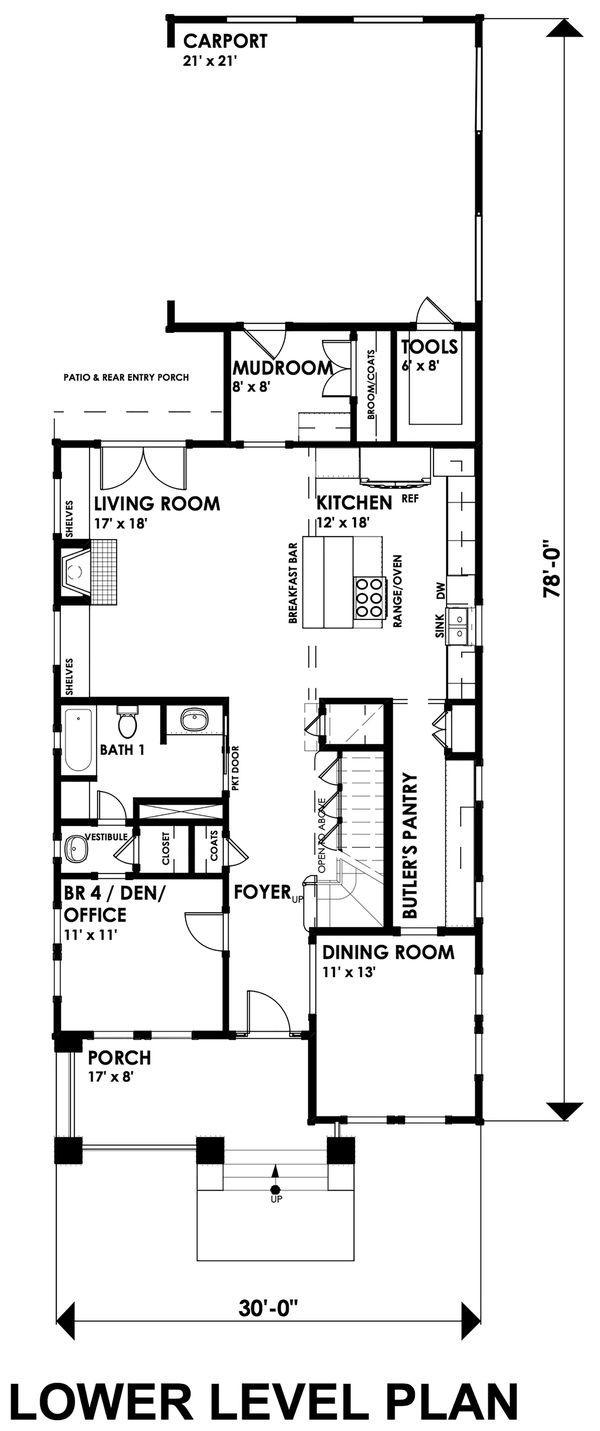 CARPORT
21' x 21'
TOOLS
6' x 8'
MUDROOM
8' x 8'
BROOM/COATS
PATIO & REAR ENTRY PORCH
LIVING ROOM
17' x 18'
SHELVES
KITCHEN
12' x 18'
REF
BREAKFAST BAR
RANGE/OVEN
DW
SINK
SHELVES
78'-0"
BATH 1
PKT DOOR
VESTIBULE
CLOSET
COATS
OPEN TO ABOVE
BUTLER'S PANTRY
BR 4 / DEN/
OFFICE
11' x 11'
FOYER
UP
DINING ROOM
11' x 13'
PORCH
17' x 8'
UP
30'-0"
LOWER LEVEL PLAN